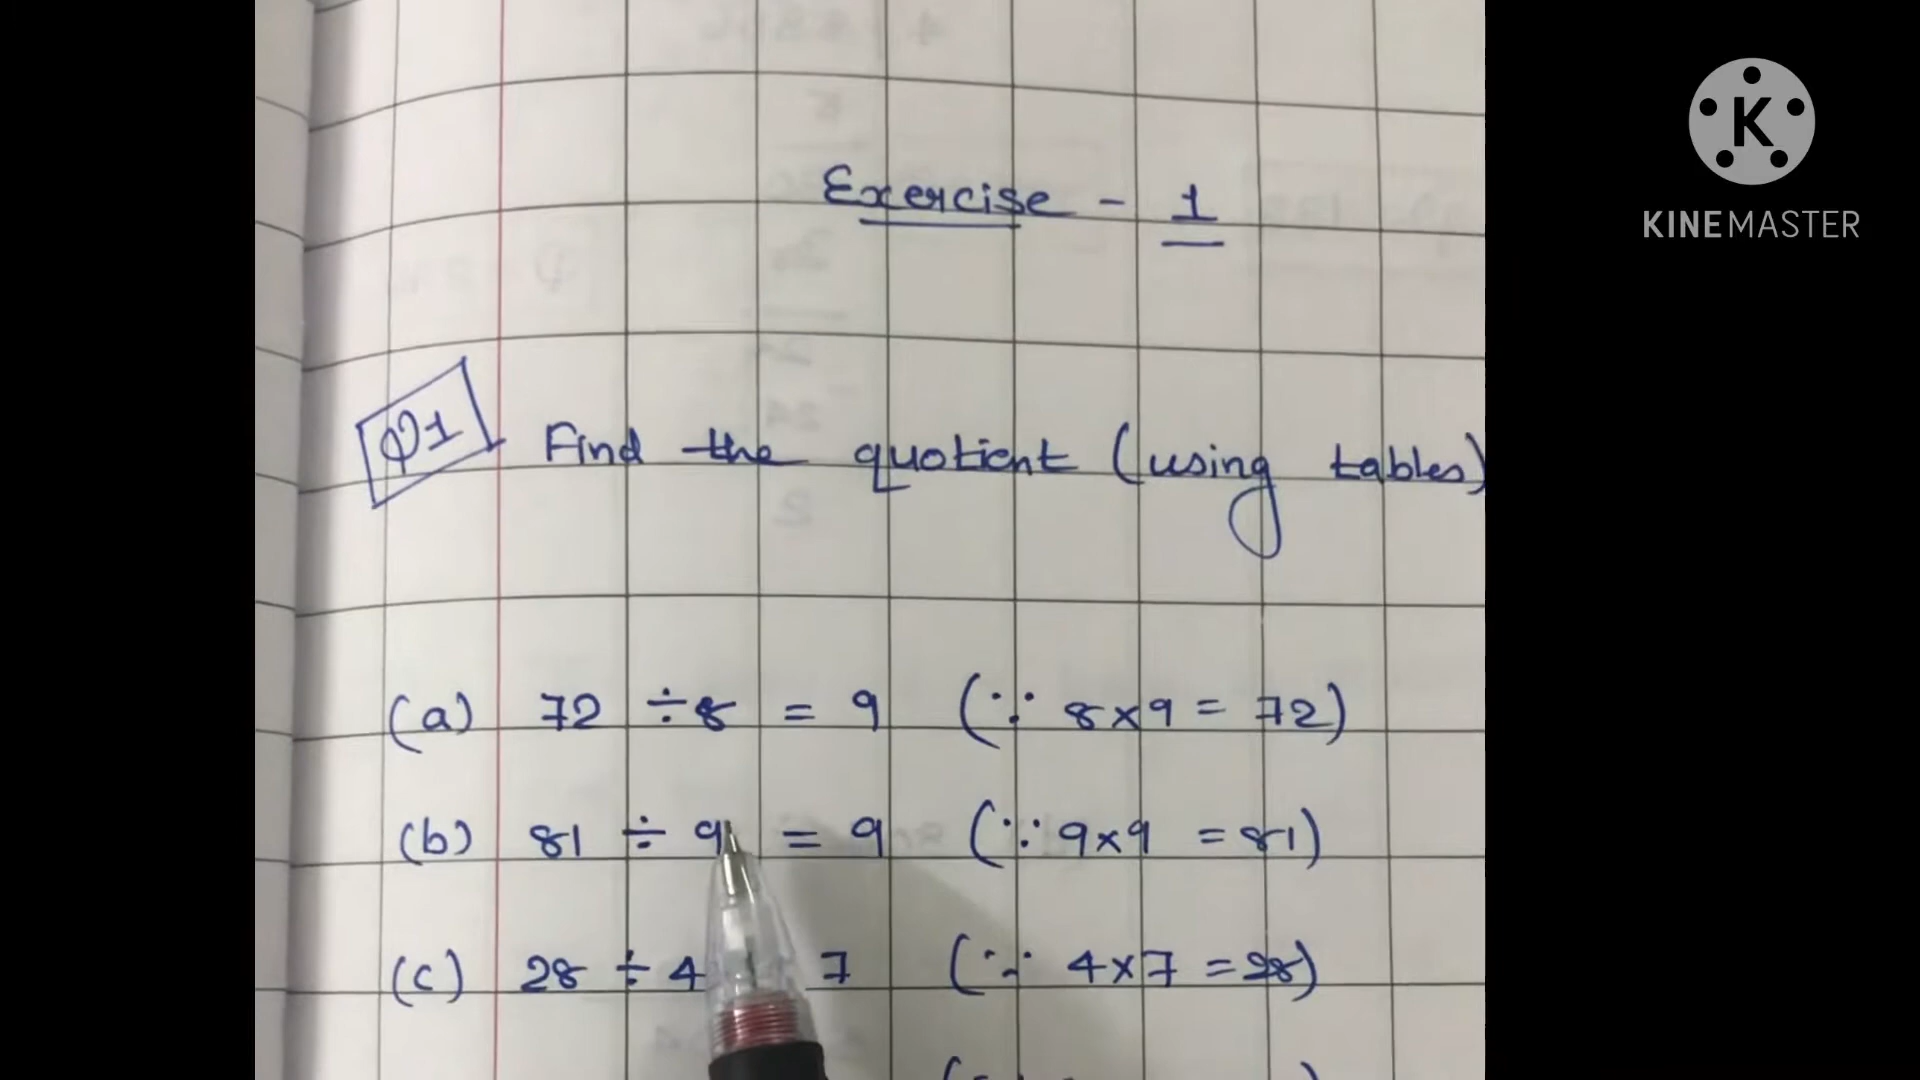 Exercise - 1
Q1 Find the quotient (using tables)
(a) 72 ÷ 8 = 9 (∵ 8×9 = 72)
(b) 81 ÷ 9 = 9 (∵ 9×9 = 81)
(c) 28 ÷ 4 7 (∵ 4×7 = 28)
K
KINEMASTER